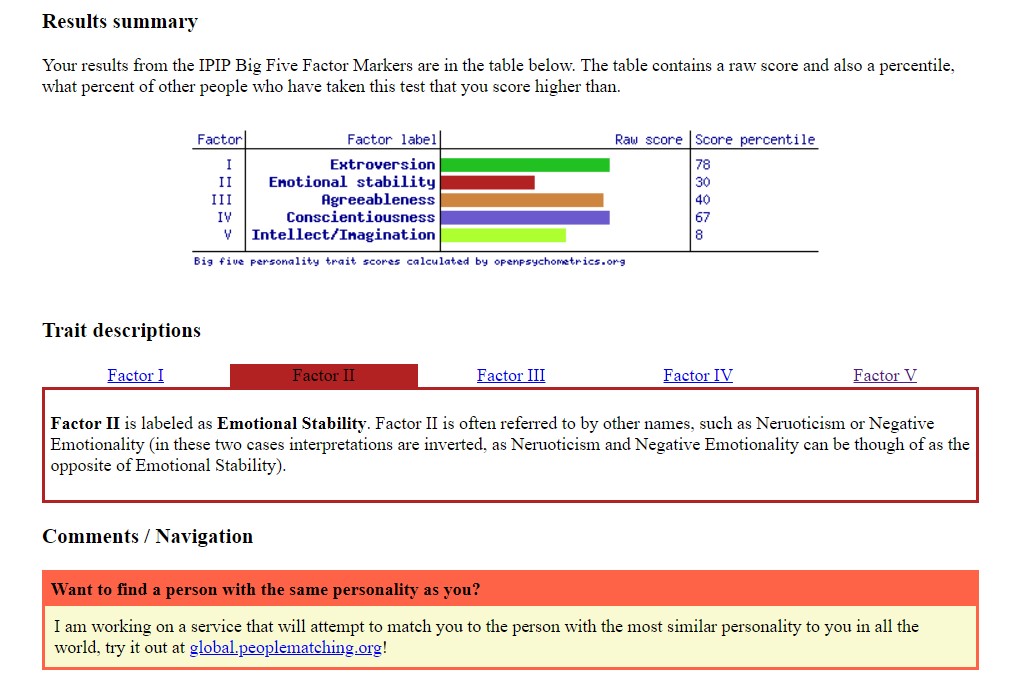 Results summary
Your results from the IPIP Big Five Factor Markers are in the table below. The table contains a raw score and also a percentile,
what percent of other people who have taken this test that you score higher than.
Factor Factor label Raw score Score percentile
I Extroversion 78
II Emotional stability 30
III Agreeableness 40
IV Conscientiousness 67
V Intellect/Imagination 8
Big five personality trait scores calculated by openpsychometrics.org
Trait descriptions
Factor I Factor II Factor III Factor IV Factor V
Factor II is labeled as Emotional Stability. Factor II is often referred to by other names, such as Neruoticism or Negative
Emotionality (in these two cases interpretations are inverted, as Neruoticism and Negative Emotionality can be though of as the
opposite of Emotional Stability).
Comments / Navigation
Want to find a person with the same personality as you?
I am working on a service that will attempt to match you to the person with the most similar personality to you in all the
world, try it out at global.peoplematching.org!